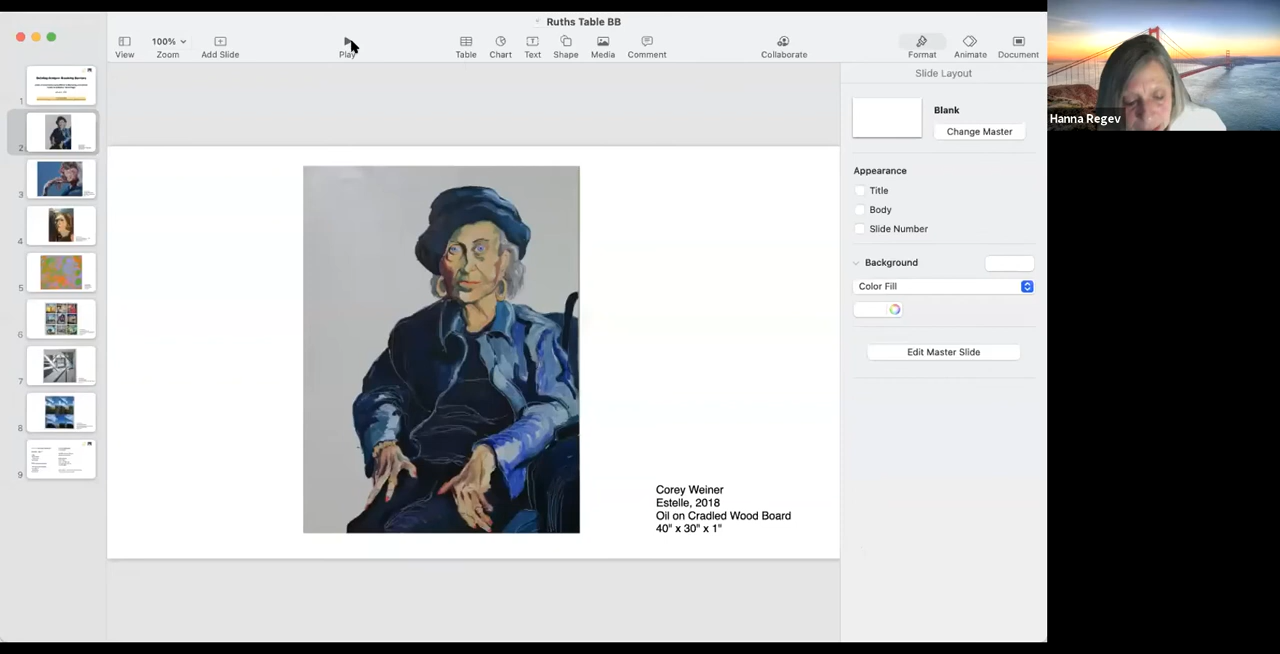 Ruths Table BB
View
100%
Zoom
Add Slide
Play
Table
Chart
Text
Shape
Media
Comment
Collaborate
Format
Animate
Document
Slide Layout
Blank
Change Master
Appearance
Title
Body
Slide Number
Background
Color Fill
Edit Master Slide
1
2
3
4
5
6
7
8
9
Corey Weiner
Estelle, 2018
Oil on Cradled Wood Board
40" x 30" x 1"
Hanna Regev